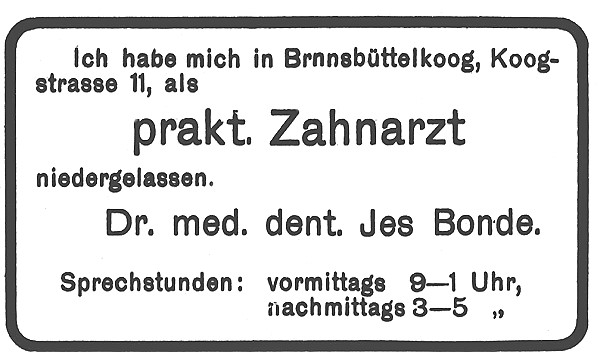 Ich habe mich in Brnnsbüttelkoog, Koog-
strasse 11, als
prakt. Zahnarzt
niedergelassen.
Dr. med. dent. Jes Bonde.
Sprechstunden: vormittags 9—1 Uhr,
nachmittags 3—5 „